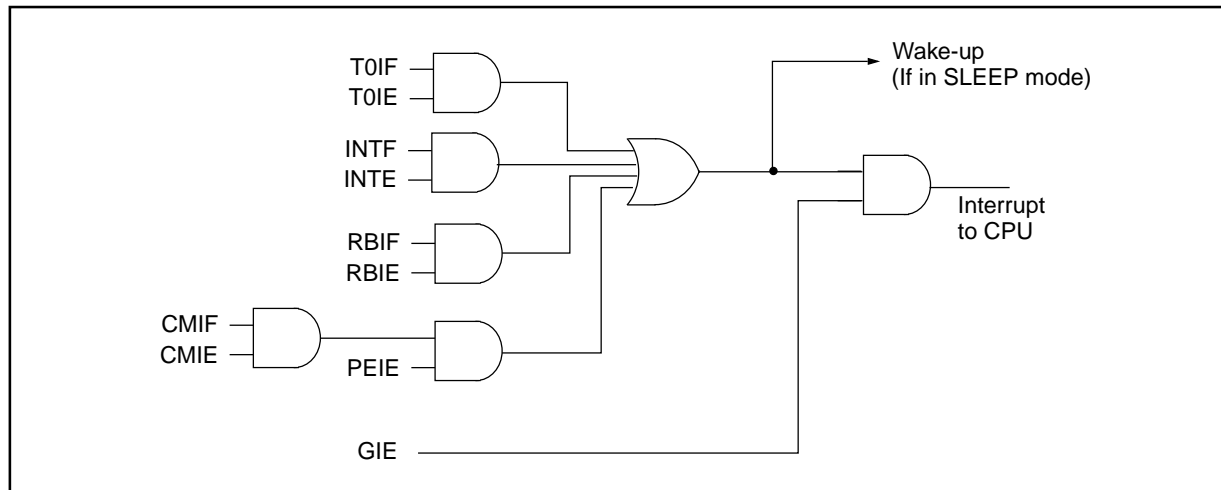 T0IF
T0IE
INTF
INTE
RBIF
RBIE
CMIF
CMIE
PEIE
GIE
Wake-up
(If in SLEEP mode)
Interrupt
to CPU